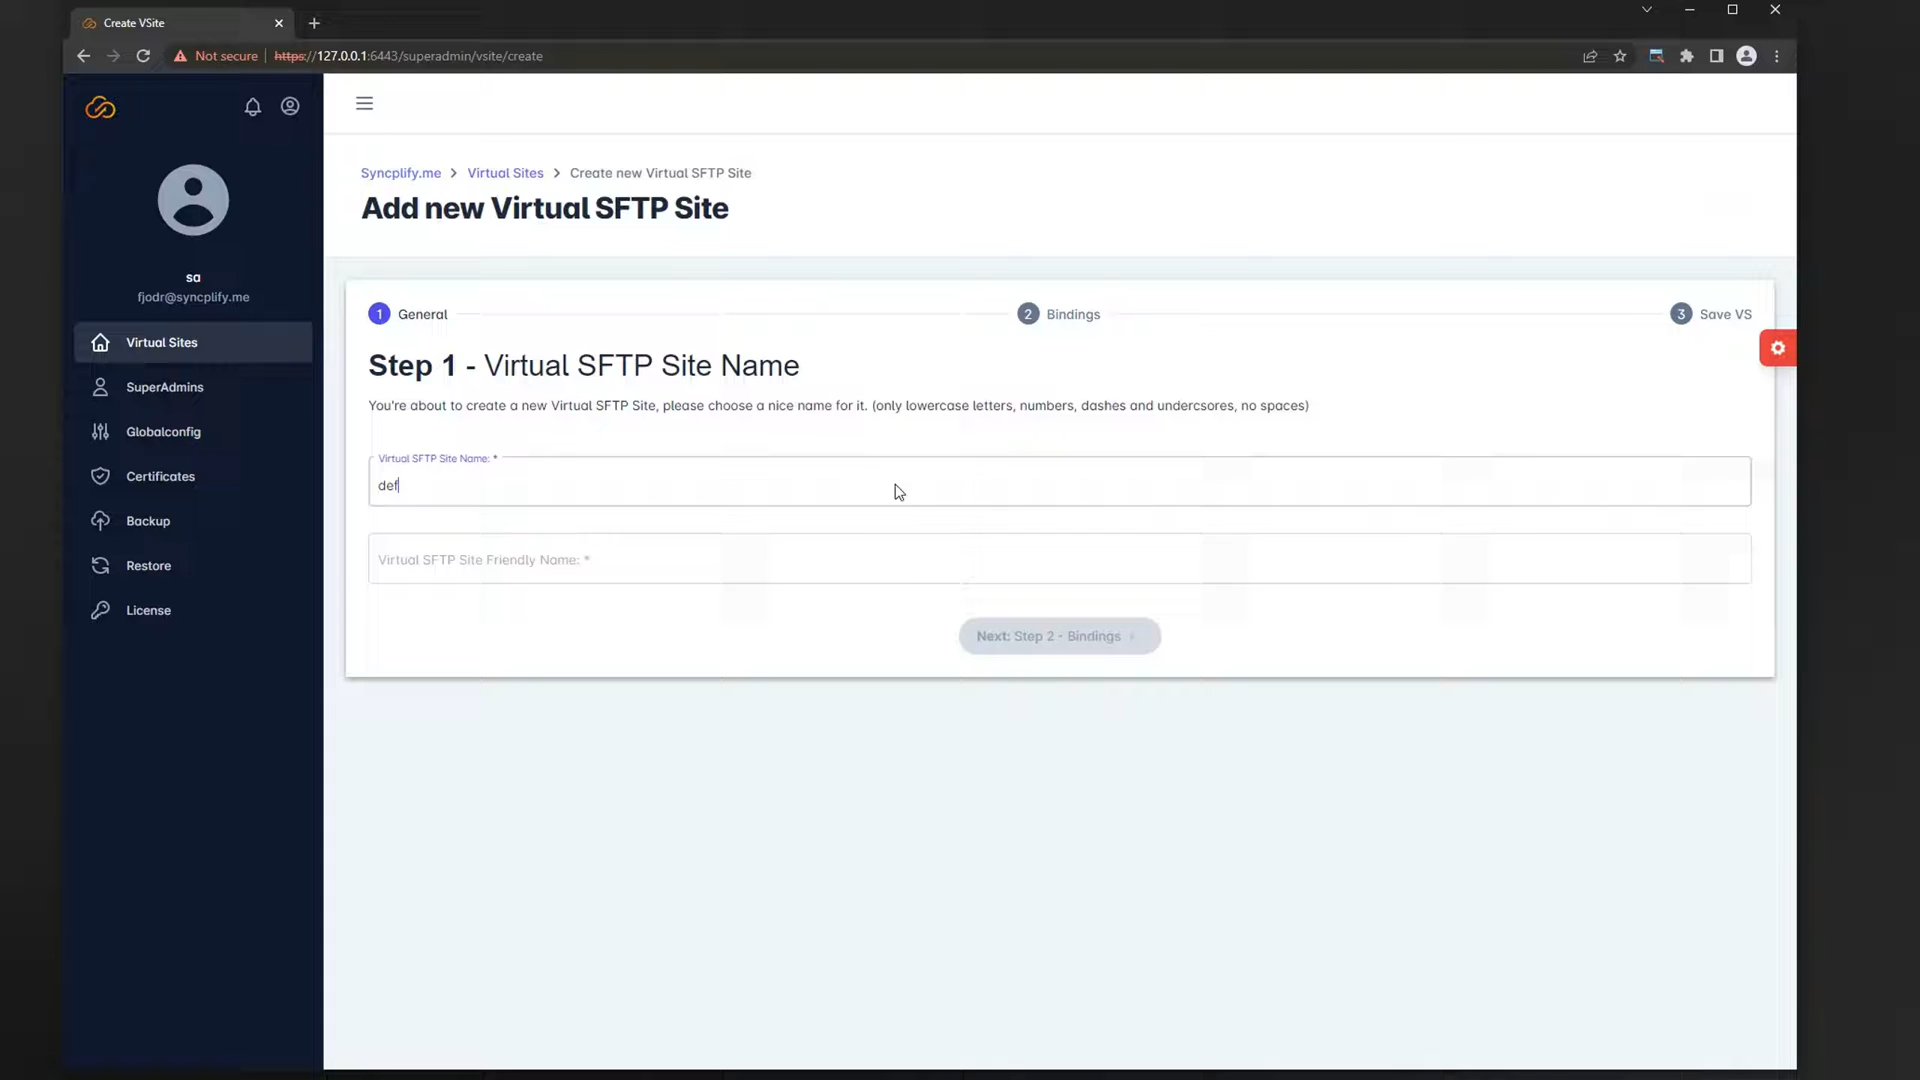 Create VSite
Not secure https://127.0.0.1:6443/superadmin/vsite/create
sa
fjodr@syncplify.me
Virtual Sites
SuperAdmins
Globalconfig
Certificates
Backup
Restore
License
Syncplify.me > Virtual Sites > Create new Virtual SFTP Site
Add new Virtual SFTP Site
1 General
2 Bindings
3 Save VS
Step 1 - Virtual SFTP Site Name
You're about to create a new Virtual SFTP Site, please choose a nice name for it. (only lowercase letters, numbers, dashes and undercsores, no spaces)
Virtual SFTP Site Name: *
def
Virtual SFTP Site Friendly Name: *
Next: Step 2 - Bindings